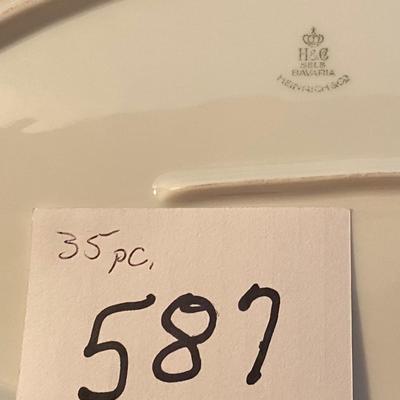 H&C
SELB
BAVARIA
HEINRICH&CO
35 pc.
587